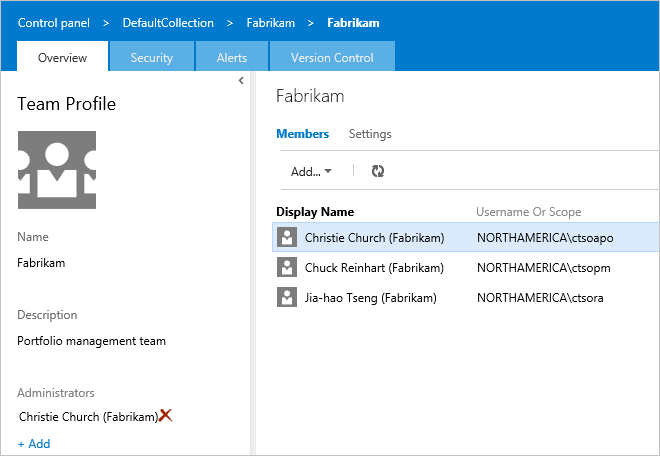 Control panel > DefaultCollection > Fabrikam > Fabrikam
Overview Security Alerts Version Control
<
Team Profile
Name
Fabrikam
Description
Portfolio management team
Administrators
Christie Church (Fabrikam)
+ Add
Fabrikam
Members Settings
Add...
Display Name Username Or Scope
Christie Church (Fabrikam) NORTHAMERICA\ctsoapo
Chuck Reinhart (Fabrikam) NORTHAMERICA\ctsopm
Jia-hao Tseng (Fabrikam) NORTHAMERICA\ctsora